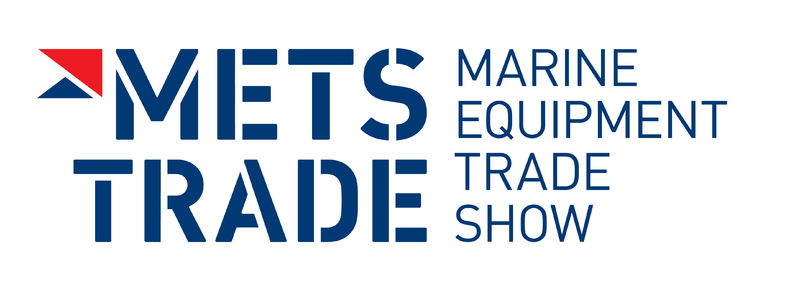 METS
TRADE
MARINE
EQUIPMENT
TRADE
SHOW